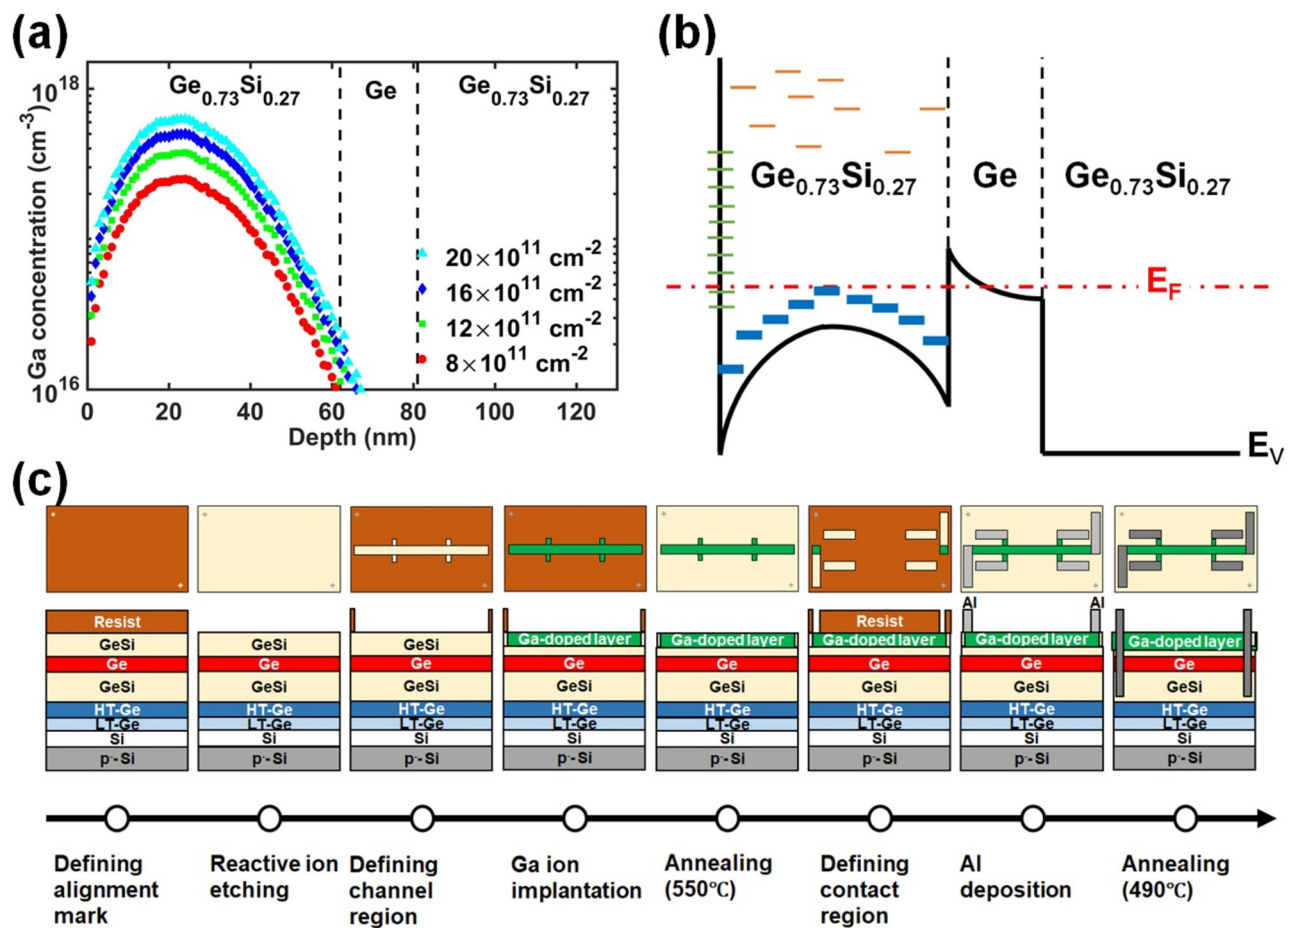 (a)
10^18
Ge0.73Si0.27
Ge
Ge0.73Si0.27
Ga concentration (cm^-3)
20×10^11 cm^-2
16×10^11 cm^-2
12×10^11 cm^-2
8×10^11 cm^-2
10^16
0 20 40 60 80 100 120
Depth (nm)
(b)
Ge0.73Si0.27
Ge
Ge0.73Si0.27
EF
EV
(c)
Al Al
Resist Resist
GeSi GeSi GeSi Ga-doped layer Ga-doped layer Ga-doped layer Ga-doped layer Ga-doped layer
Ge Ge Ge Ge Ge Ge Ge Ge
GeSi GeSi GeSi GeSi GeSi GeSi GeSi GeSi
HT-Ge HT-Ge HT-Ge HT-Ge HT-Ge HT-Ge HT-Ge HT-Ge
LT-Ge LT-Ge LT-Ge LT-Ge LT-Ge LT-Ge LT-Ge LT-Ge
Si Si Si Si Si Si Si Si
p^- - Si p^- - Si p^- - Si p^- - Si p^- - Si p^- - Si p^- - Si p^- - Si
Defining
alignment
mark
Reactive ion
etching
Defining
channel
region
Ga ion
implantation
Annealing
(550℃)
Defining
contact
region
Al
deposition
Annealing
(490℃)